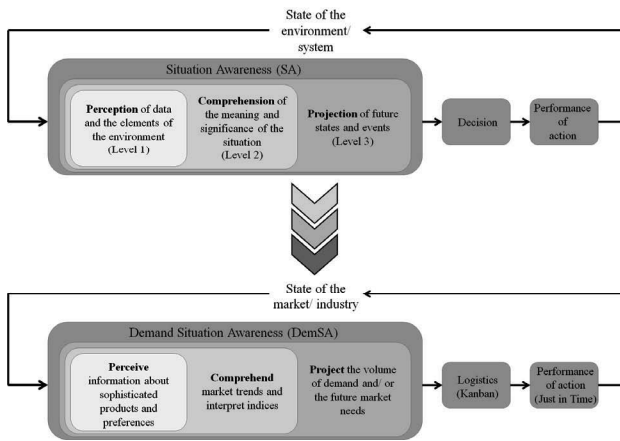 State of the
environment/
system
Situation Awareness (SA)
Perception of data
and the elements of
the environment
(Level 1)
Comprehension of
the meaning and
significance of the
situation
(Level 2)
Projection of future
states and events
(Level 3)
Decision
Performance
of
action
State of the
market/ industry
Demand Situation Awareness (DemSA)
Perceive
information about
sophisticated
products and
preferences
Comprehend
market trends and
interpret indices
Project the volume
of demand and/ or
the future market
needs
Logistics
(Kanban)
Performance
of action
(Just in Time)